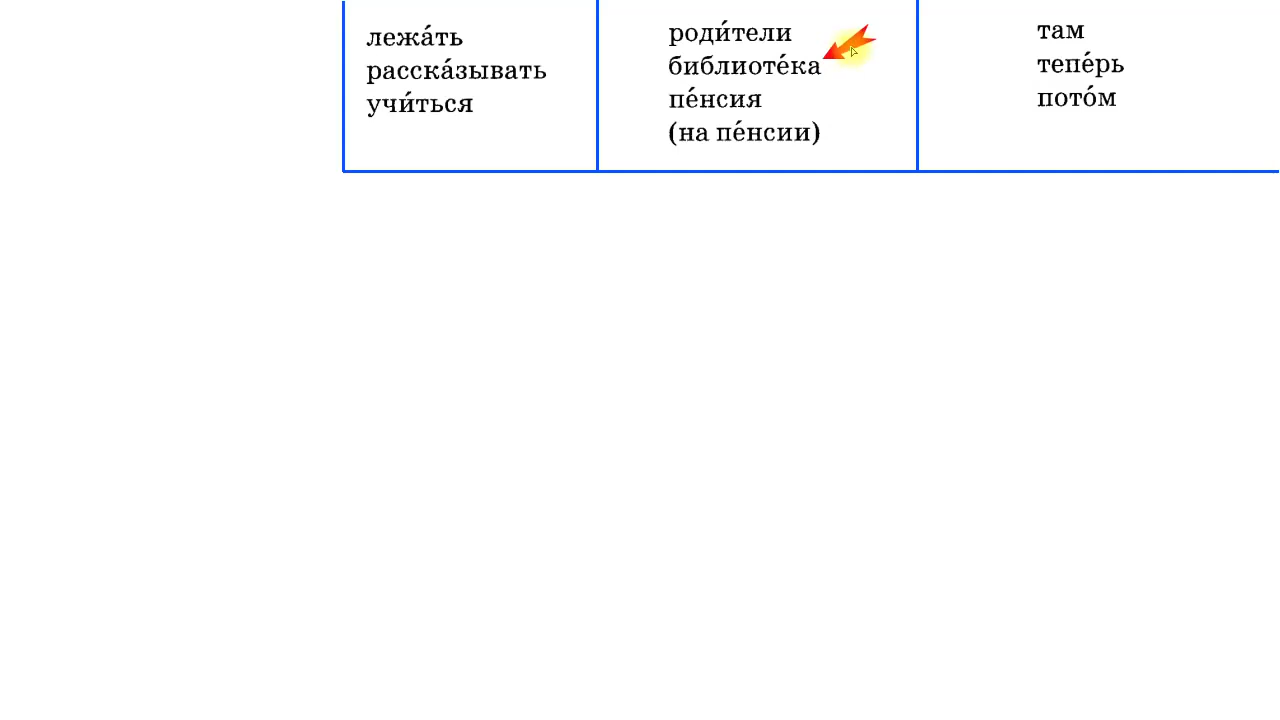 лежа́ть
расска́зывать
учи́ться
роди́тели
библиоте́ка
пе́нсия
(на пе́нсии)
там
тепе́рь
пото́м